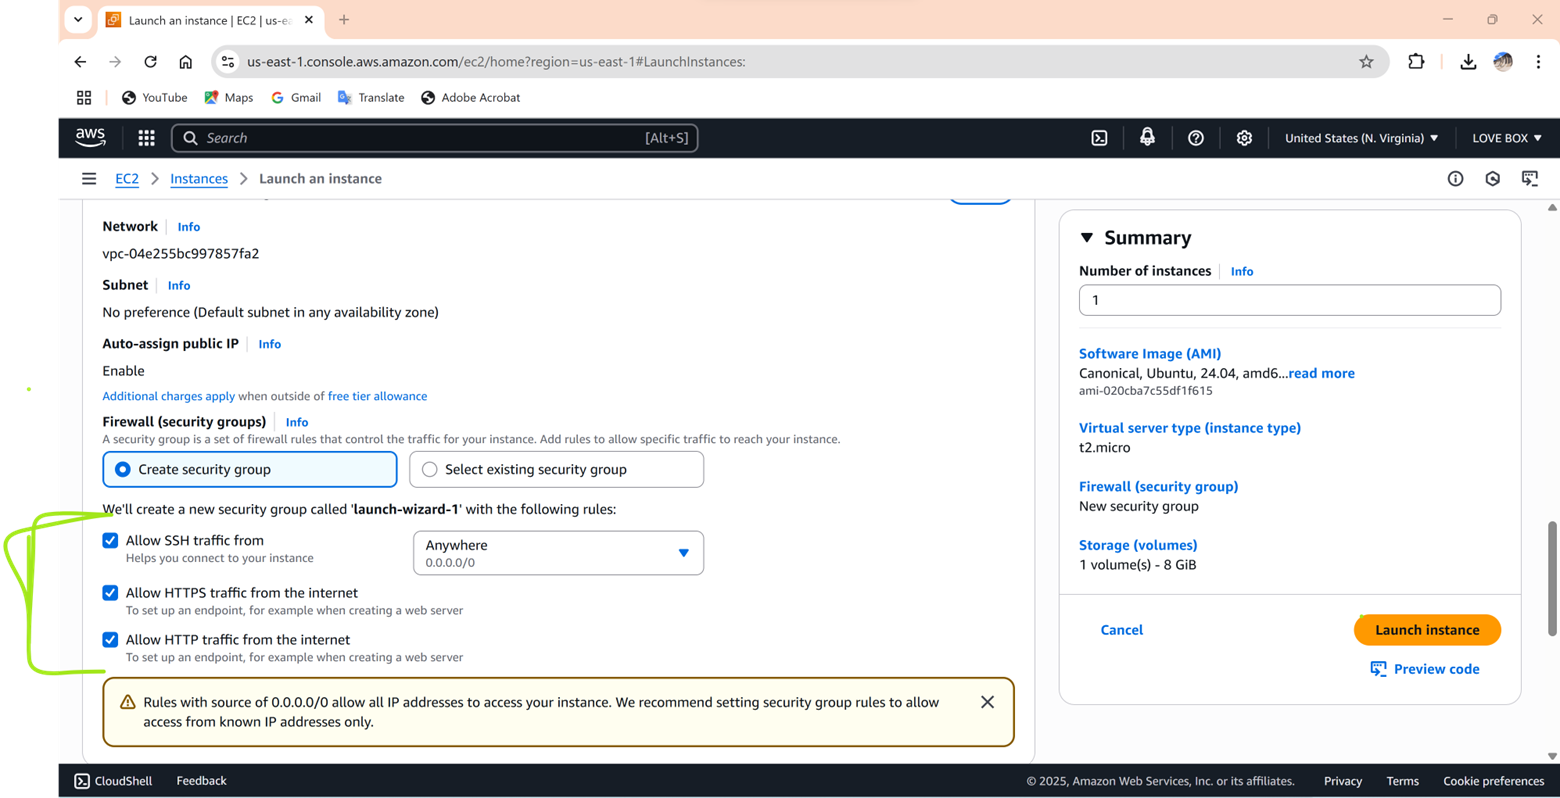 Launch an instance | EC2 | us-ea
us-east-1.console.aws.amazon.com/ec2/home?region=us-east-1#LaunchInstances:
YouTube Maps Gmail Translate Adobe Acrobat
aws Search [Alt+S] United States (N. Virginia) LOVE BOX
EC2 Instances Launch an instance
Network Info
vpc-04e255bc997857fa2
Subnet Info
No preference (Default subnet in any availability zone)
Auto-assign public IP Info
Enable
Additional charges apply when outside of free tier allowance
Firewall (security groups) Info
A security group is a set of firewall rules that control the traffic for your instance. Add rules to allow specific traffic to reach your instance.
Create security group Select existing security group
We'll create a new security group called 'launch-wizard-1' with the following rules:
Allow SSH traffic from
Helps you connect to your instance
Anywhere
0.0.0.0/0
Allow HTTPS traffic from the internet
To set up an endpoint, for example when creating a web server
Allow HTTP traffic from the internet
To set up an endpoint, for example when creating a web server
Rules with source of 0.0.0.0/0 allow all IP addresses to access your instance. We recommend setting security group rules to allow
access from known IP addresses only.
Summary
Number of instances Info
1
Software Image (AMI)
Canonical, Ubuntu, 24.04, amd6...read more
ami-020cba7c55df1f615
Virtual server type (instance type)
t2.micro
Firewall (security group)
New security group
Storage (volumes)
1 volume(s) - 8 GiB
Cancel Launch instance
Preview code
CloudShell Feedback © 2025, Amazon Web Services, Inc. or its affiliates. Privacy Terms Cookie preferences